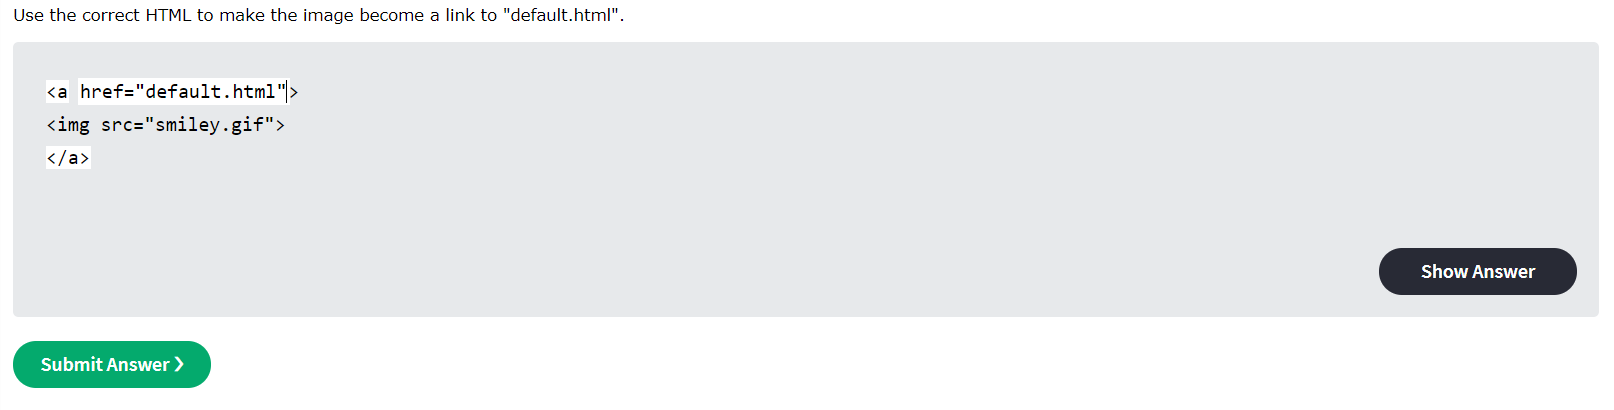 Use the correct HTML to make the image become a link to "default.html".
<a href="default.html">
<img src="smiley.gif">
</a>
Show Answer
Submit Answer ❯